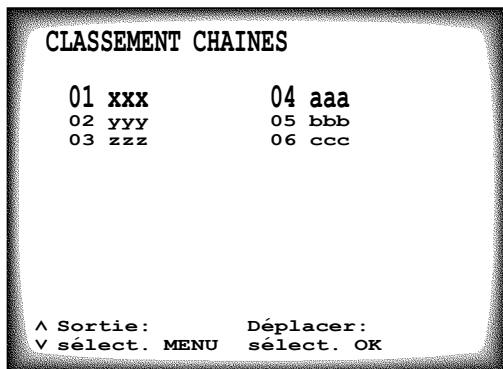 CLASSEMENT CHAINES
01 xxx 04 aaa
02 yyy 05 bbb
03 zzz 06 ccc
∧ Sortie: Déplacer:
∨ sélect. MENU sélect. OK